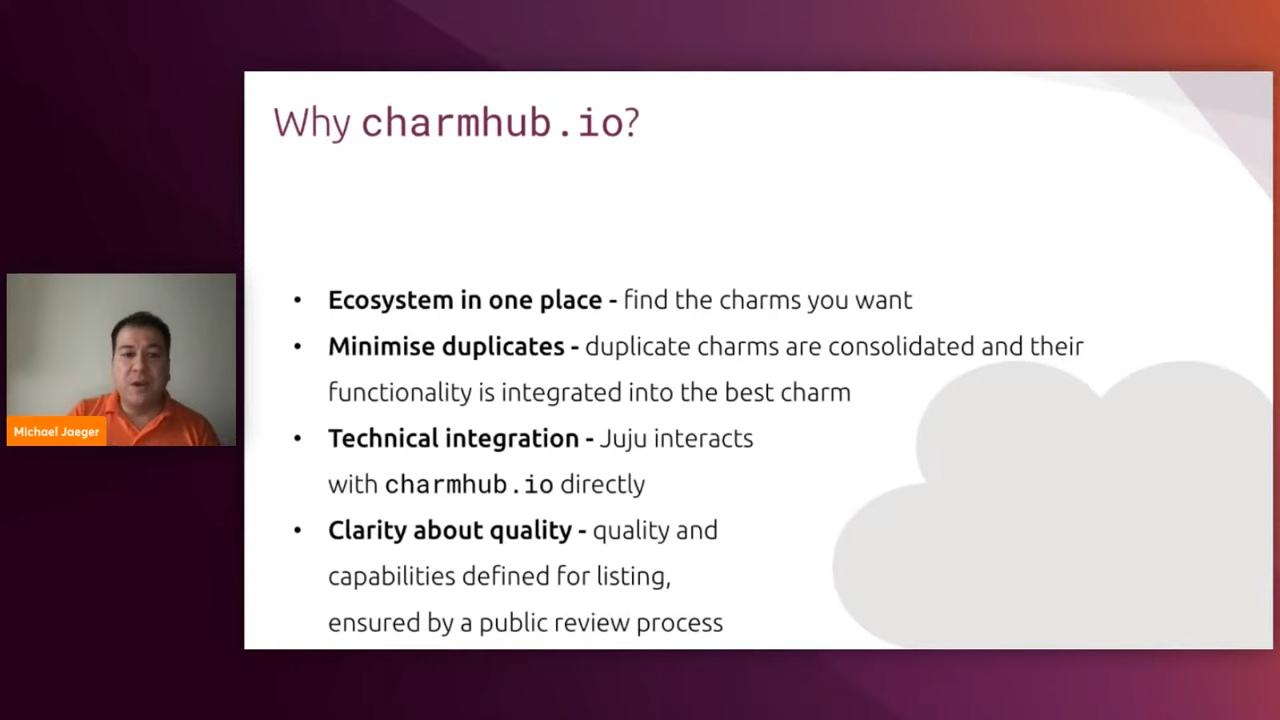 Why charmhub.io?
• Ecosystem in one place - find the charms you want
• Minimise duplicates - duplicate charms are consolidated and their
functionality is integrated into the best charm
• Technical integration - Juju interacts
with charmhub.io directly
• Clarity about quality - quality and
capabilities defined for listing,
ensured by a public review process
Michael Jaeger